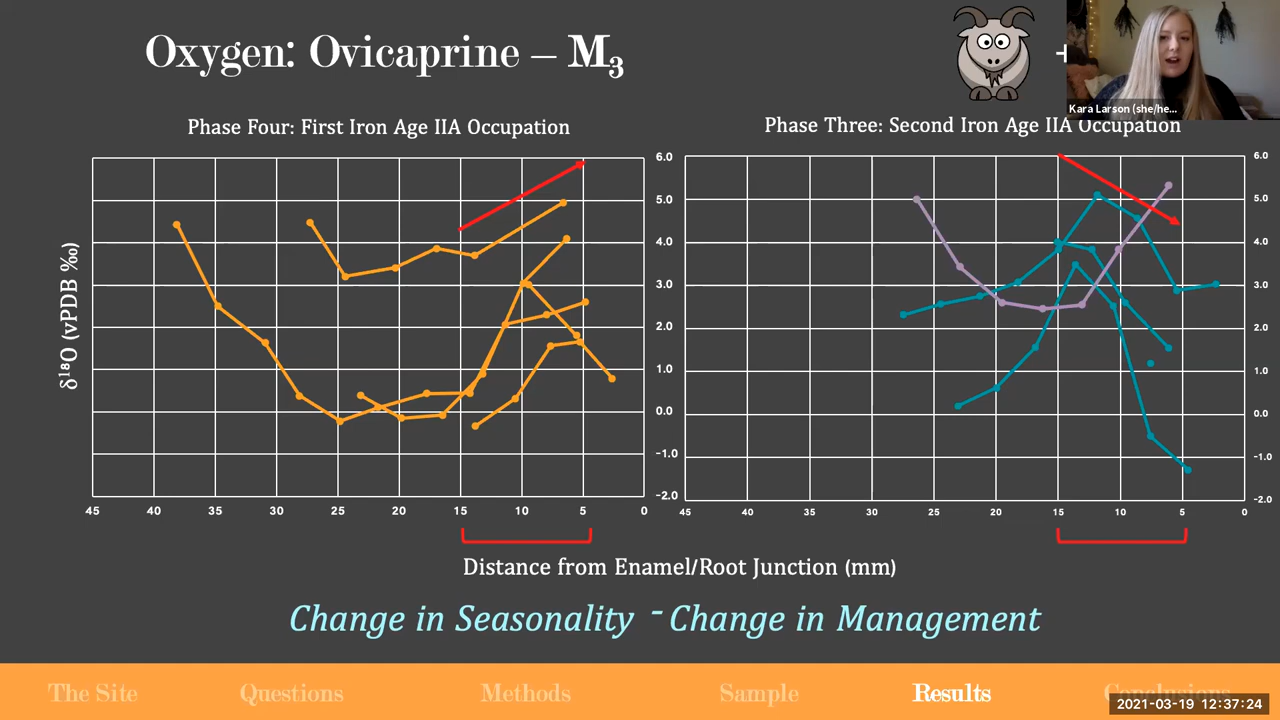 Oxygen: Ovicaprine – M₃
+
Kara Larson (she/he...
Phase Four: First Iron Age IIA Occupation
Phase Three: Second Iron Age IIA Occupation
δ¹⁸O (vPDB ‰)
6.0
5.0
4.0
3.0
2.0
1.0
0.0
-1.0
-2.0
45 40 35 30 25 20 15 10 5 0
6.0
5.0
4.0
3.0
2.0
1.0
0.0
-1.0
-2.0
45 40 35 30 25 20 15 10 5 0
Distance from Enamel/Root Junction (mm)
Change in Seasonality - Change in Management
The Site Questions Methods Sample Results Conclusions
2021-03-19 12:37:24